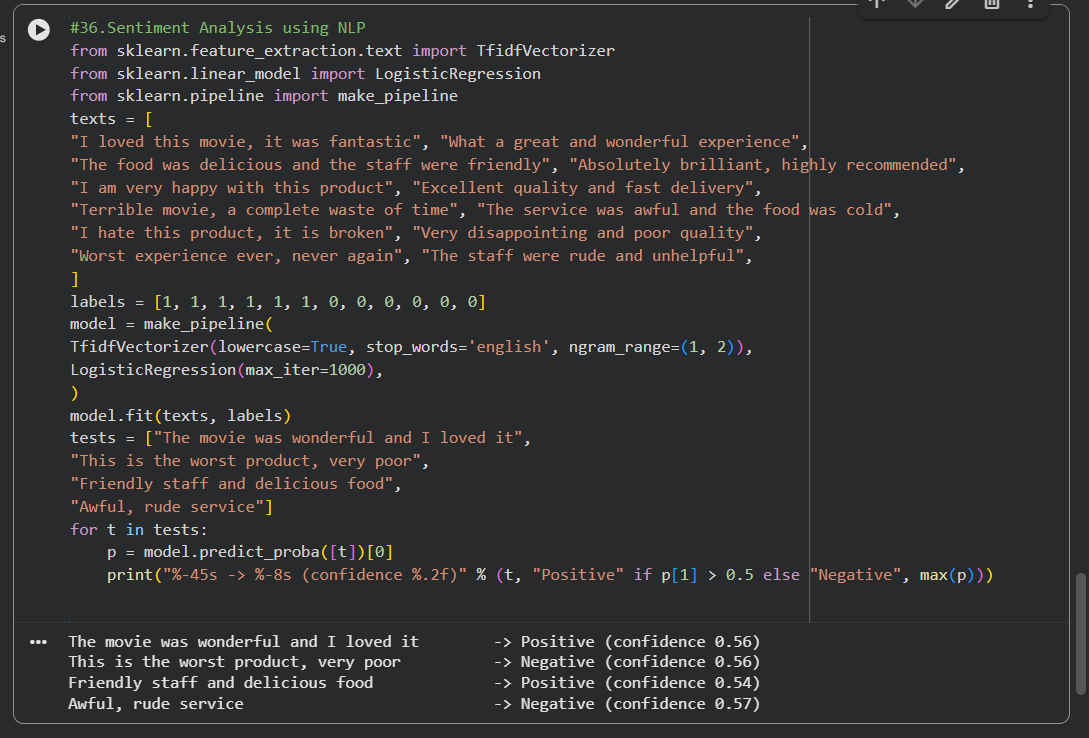 s
#36.Sentiment Analysis using NLP
from sklearn.feature_extraction.text import TfidfVectorizer
from sklearn.linear_model import LogisticRegression
from sklearn.pipeline import make_pipeline
texts = [
"I loved this movie, it was fantastic", "What a great and wonderful experience",
"The food was delicious and the staff were friendly", "Absolutely brilliant, highly recommended",
"I am very happy with this product", "Excellent quality and fast delivery",
"Terrible movie, a complete waste of time", "The service was awful and the food was cold",
"I hate this product, it is broken", "Very disappointing and poor quality",
"Worst experience ever, never again", "The staff were rude and unhelpful",
]
labels = [1, 1, 1, 1, 1, 1, 0, 0, 0, 0, 0, 0]
model = make_pipeline(
TfidfVectorizer(lowercase=True, stop_words='english', ngram_range=(1, 2)),
LogisticRegression(max_iter=1000),
)
model.fit(texts, labels)
tests = ["The movie was wonderful and I loved it",
"This is the worst product, very poor",
"Friendly staff and delicious food",
"Awful, rude service"]
for t in tests:
    p = model.predict_proba([t])[0]
    print("%-45s -> %-8s (confidence %.2f)" % (t, "Positive" if p[1] > 0.5 else "Negative", max(p)))
The movie was wonderful and I loved it        -> Positive (confidence 0.56)
This is the worst product, very poor          -> Negative (confidence 0.56)
Friendly staff and delicious food             -> Positive (confidence 0.54)
Awful, rude service                           -> Negative (confidence 0.57)